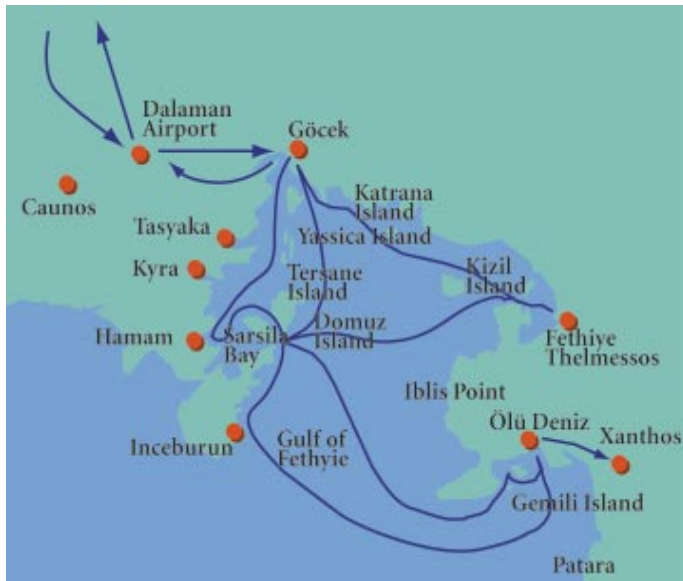 Dalaman
Airport
Göcek
Caunos
Katrana
Island
Tasyaka
Yassica Island
Kyra
Tersane
Island
Kizil
Island
Hamam
Sarsila
Bay
Domuz
Island
Fethiye
Thelmessos
Iblis Point
Ölü Deniz
Xanthos
Inceburun
Gulf of
Fethyie
Gemili Island
Patara